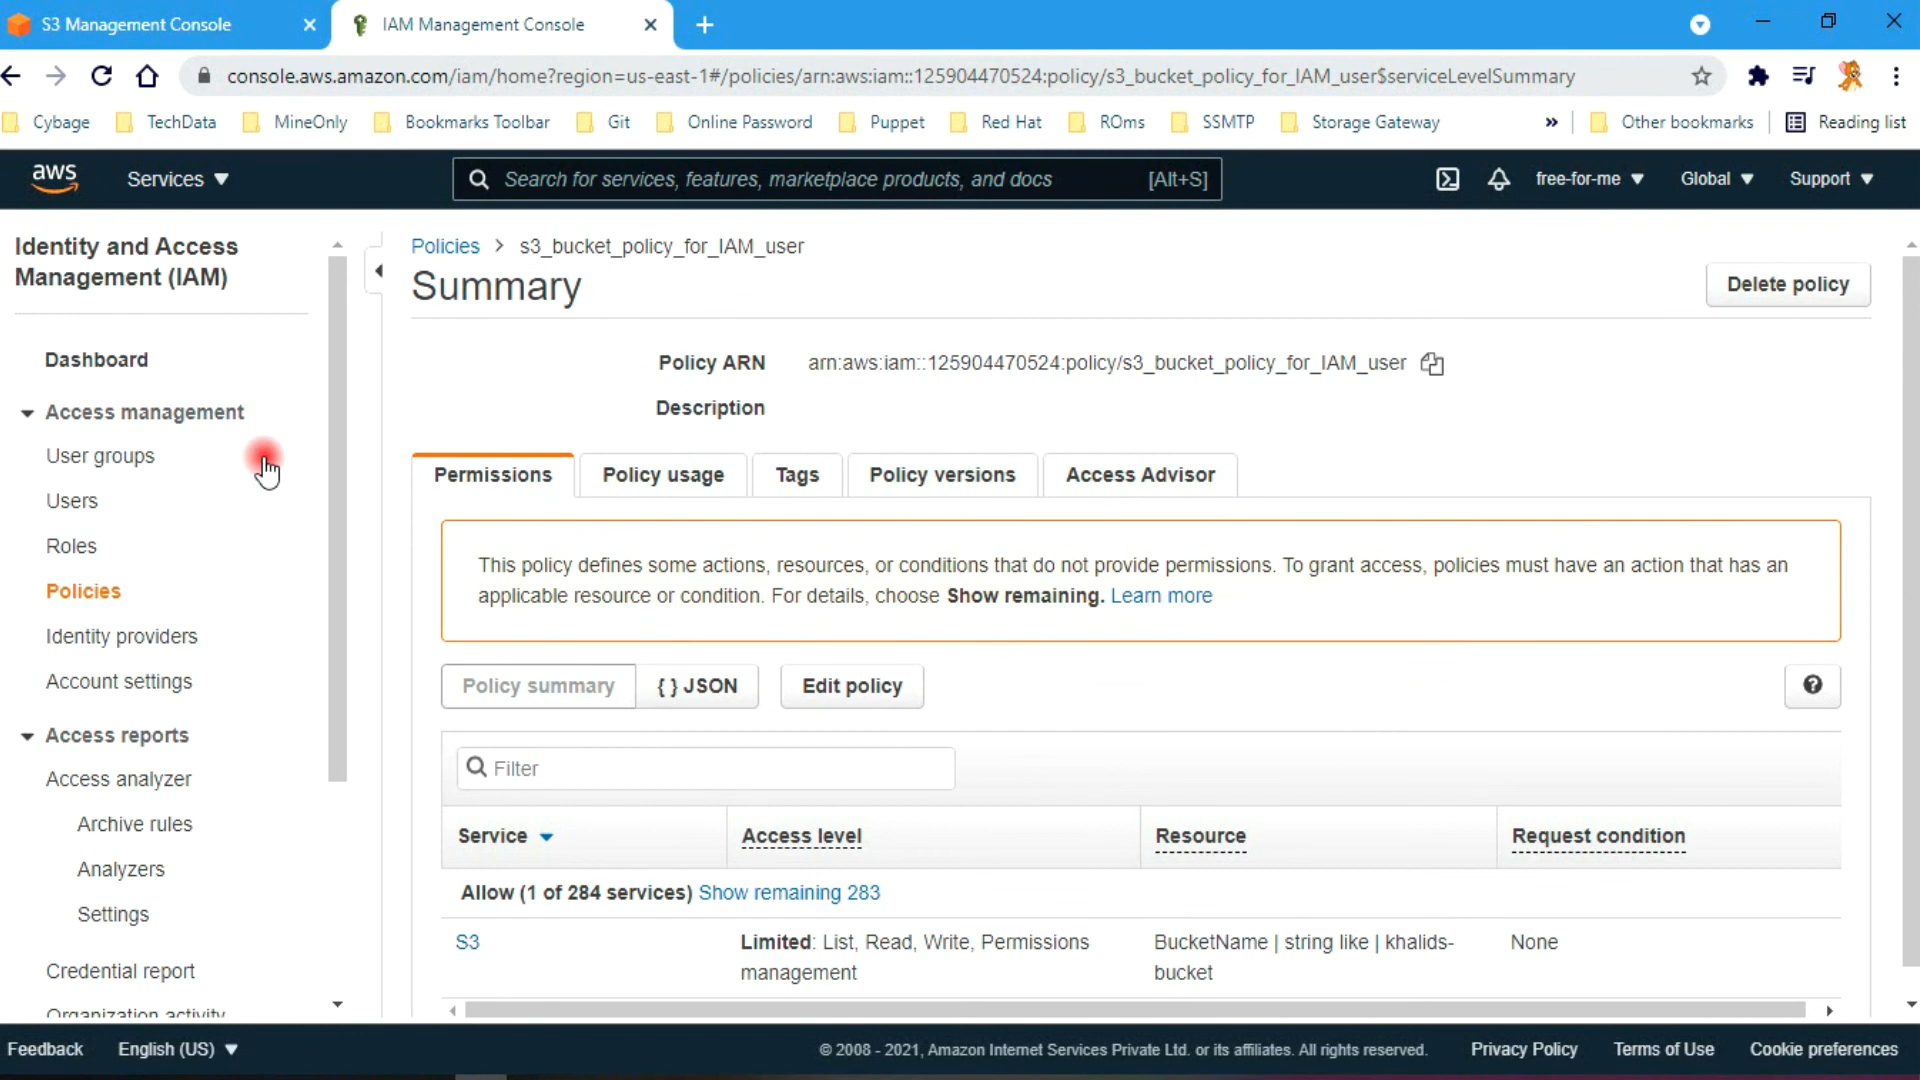 S3 Management Console
IAM Management Console
console.aws.amazon.com/iam/home?region=us-east-1#/policies/arn:aws:iam::125904470524:policy/s3_bucket_policy_for_IAM_user$serviceLevelSummary
Cybage TechData MineOnly Bookmarks Toolbar Git Online Password Puppet Red Hat ROms SSMTP Storage Gateway » Other bookmarks Reading list
aws Services Search for services, features, marketplace products, and docs [Alt+S] free-for-me Global Support
Identity and Access
Management (IAM)
Dashboard
Access management
User groups
Users
Roles
Policies
Identity providers
Account settings
Access reports
Access analyzer
Archive rules
Analyzers
Settings
Credential report
Organization activity
Policies > s3_bucket_policy_for_IAM_user
Summary
Delete policy
Policy ARN arn:aws:iam::125904470524:policy/s3_bucket_policy_for_IAM_user
Description
Permissions Policy usage Tags Policy versions Access Advisor
This policy defines some actions, resources, or conditions that do not provide permissions. To grant access, policies must have an action that has an
applicable resource or condition. For details, choose Show remaining. Learn more
Policy summary { } JSON Edit policy ?
Filter
Service Access level Resource Request condition
Allow (1 of 284 services) Show remaining 283
S3 Limited: List, Read, Write, Permissions BucketName | string like | khalids- None
management bucket
Feedback English (US) © 2008 - 2021, Amazon Internet Services Private Ltd. or its affiliates. All rights reserved. Privacy Policy Terms of Use Cookie preferences